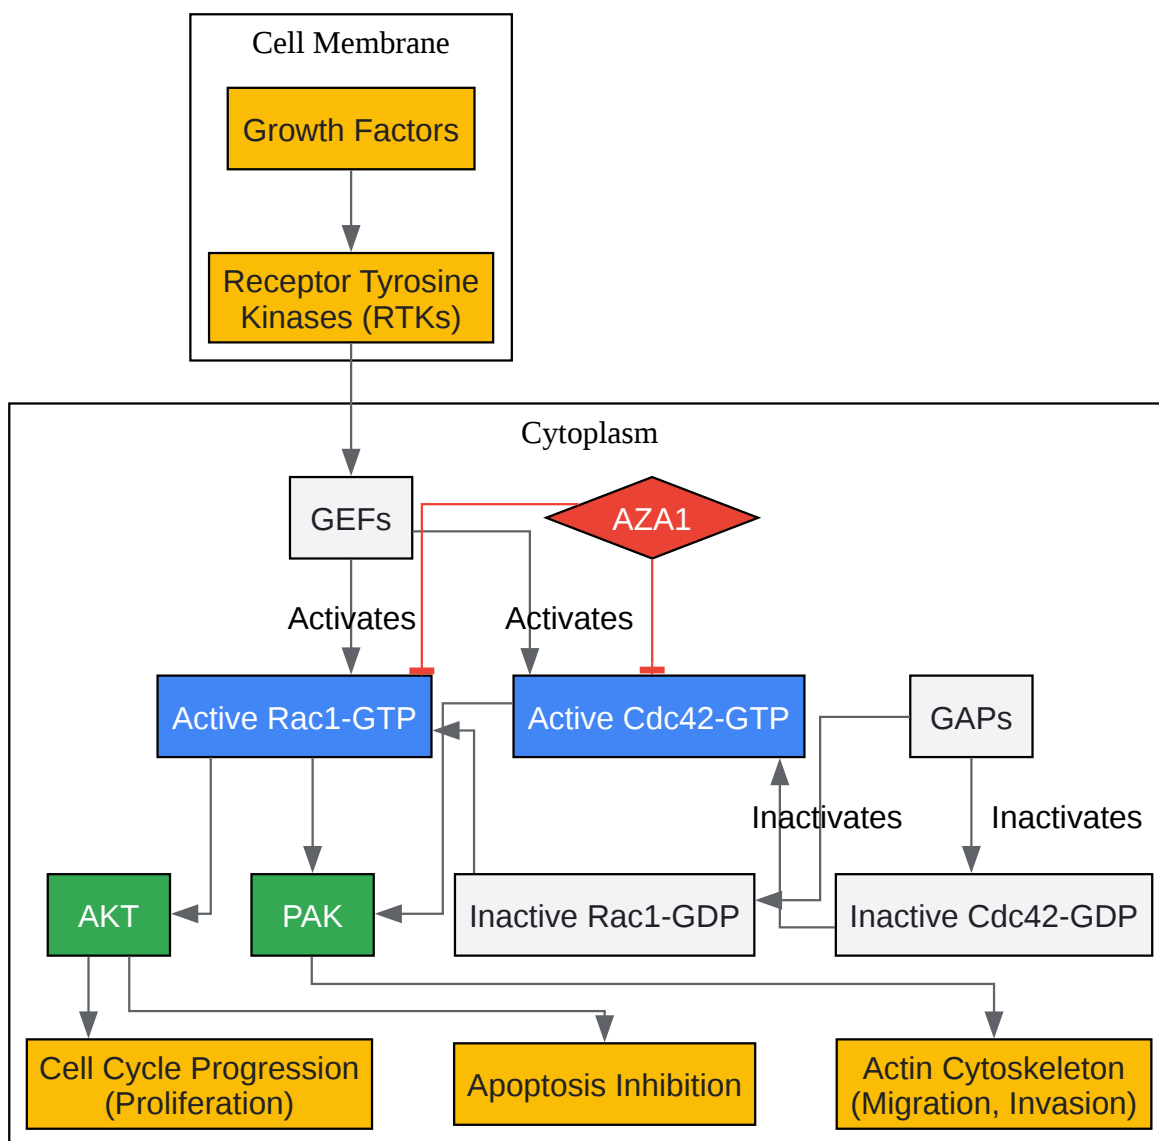 Cell Membrane
Growth Factors
Receptor Tyrosine
Kinases (RTKs)
Cytoplasm
GEFs
AZA1
Activates
Activates
Active Rac1-GTP
Active Cdc42-GTP
GAPs
Inactivates
Inactivates
AKT
PAK
Inactive Rac1-GDP
Inactive Cdc42-GDP
Cell Cycle Progression
(Proliferation)
Apoptosis Inhibition
Actin Cytoskeleton
(Migration, Invasion)